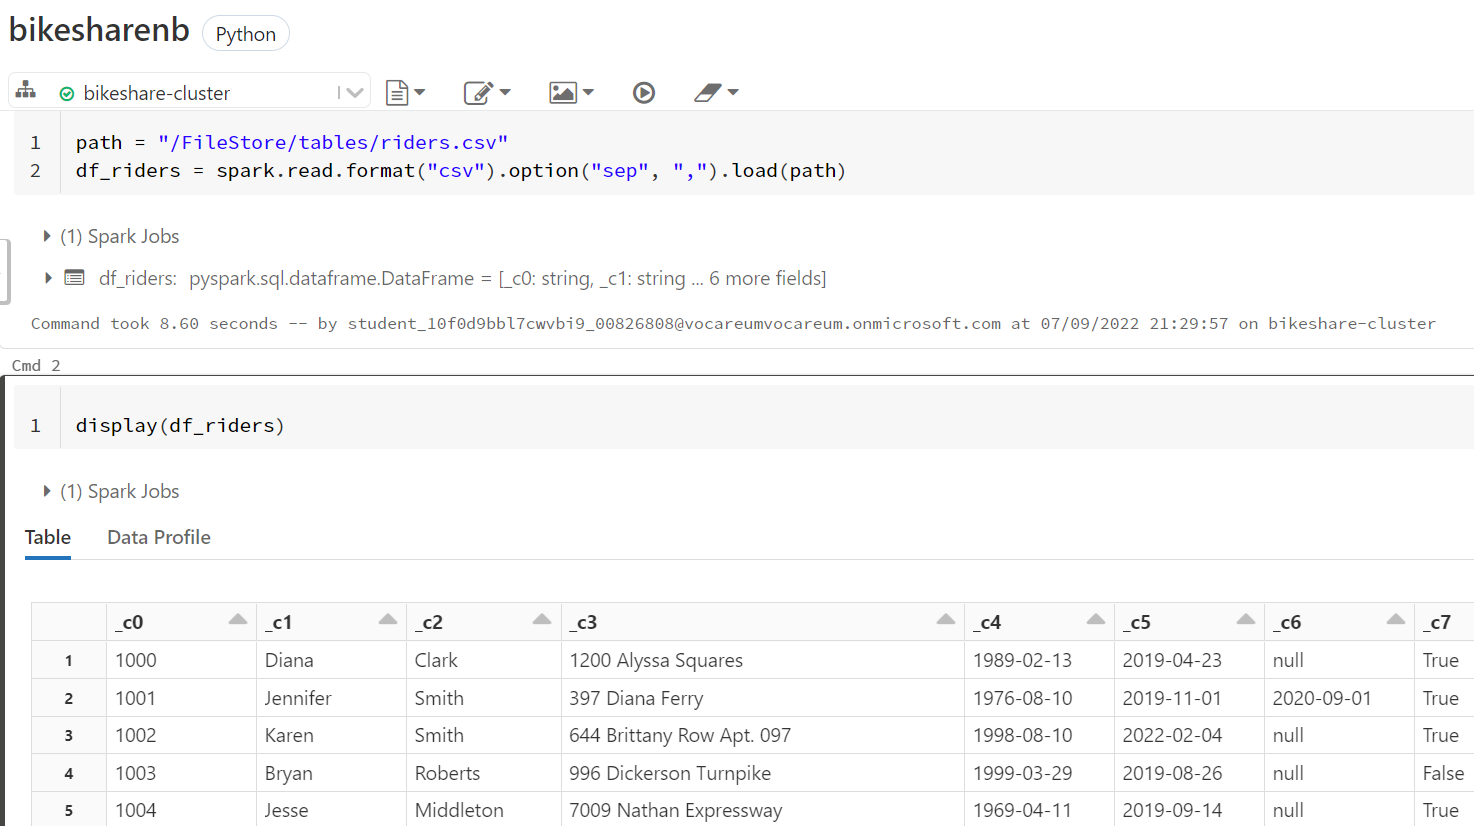 bikesharenb Python
bikeshare-cluster
1 path = "/FileStore/tables/riders.csv"
2 df_riders = spark.read.format("csv").option("sep", ",").load(path)
(1) Spark Jobs
df_riders: pyspark.sql.dataframe.DataFrame = [_c0: string, _c1: string ... 6 more fields]
Command took 8.60 seconds -- by student_10f0d9bbl7cwvbi9_00826808@vocareumvocareum.onmicrosoft.com at 07/09/2022 21:29:57 on bikeshare-cluster
Cmd 2
1 display(df_riders)
(1) Spark Jobs
Table Data Profile
_c0 _c1 _c2 _c3 _c4 _c5 _c6 _c7
1 1000 Diana Clark 1200 Alyssa Squares 1989-02-13 2019-04-23 null True
2 1001 Jennifer Smith 397 Diana Ferry 1976-08-10 2019-11-01 2020-09-01 True
3 1002 Karen Smith 644 Brittany Row Apt. 097 1998-08-10 2022-02-04 null True
4 1003 Bryan Roberts 996 Dickerson Turnpike 1999-03-29 2019-08-26 null False
5 1004 Jesse Middleton 7009 Nathan Expressway 1969-04-11 2019-09-14 null True